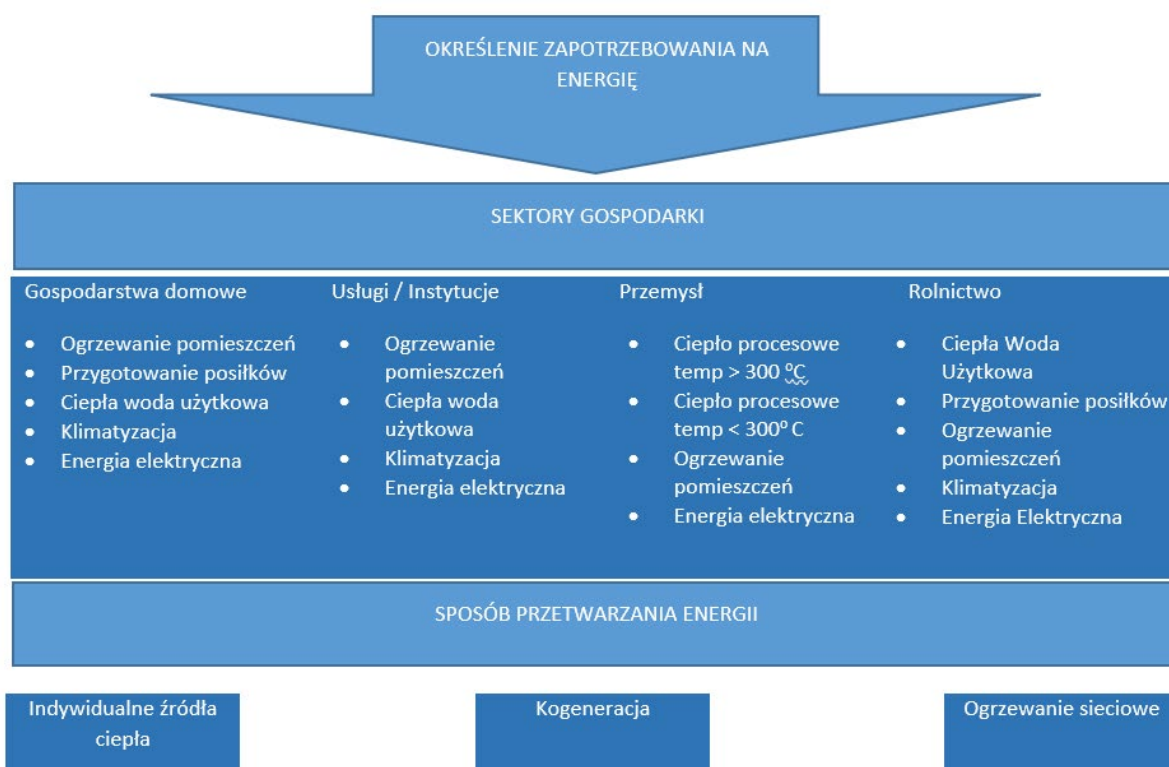 OKREŚLENIE ZAPOTRZEBOWANIA NA
ENERGIĘ
SEKTORY GOSPODARKI
Gospodarstwa domowe
• Ogrzewanie pomieszczeń
• Przygotowanie posiłków
• Ciepła woda użytkowa
• Klimatyzacja
• Energia elektryczna
Usługi / Instytucje
• Ogrzewanie
pomieszczeń
• Ciepła woda
użytkowa
• Klimatyzacja
• Energia elektryczna
Przemysł
• Ciepło procesowe
temp > 300 °C
• Ciepło procesowe
temp < 300° C
• Ogrzewanie
pomieszczeń
• Energia elektryczna
Rolnictwo
• Ciepła Woda
Użytkowa
• Przygotowanie posiłków
• Ogrzewanie
pomieszczeń
• Klimatyzacja
• Energia Elektryczna
SPOSÓB PRZETWARZANIA ENERGII
Indywidualne źródła
ciepła
Kogeneracja
Ogrzewanie sieciowe